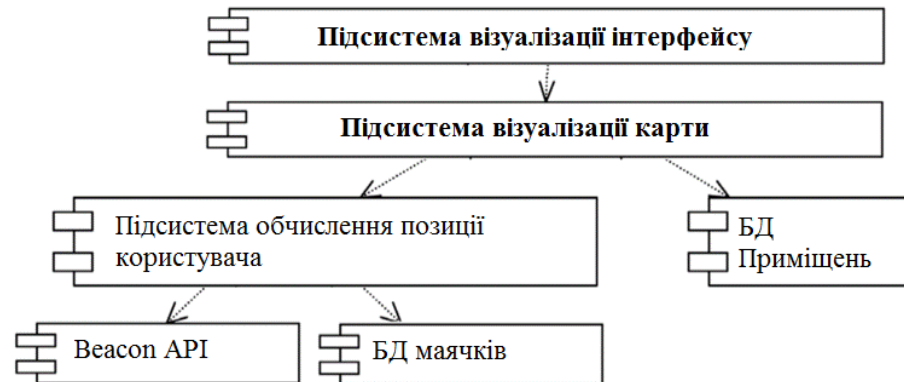 Підсистема візуалізації інтерфейсу
Підсистема візуалізації карти
Підсистема обчислення позиції
користувача
БД
Приміщень
Beacon API
БД маячків